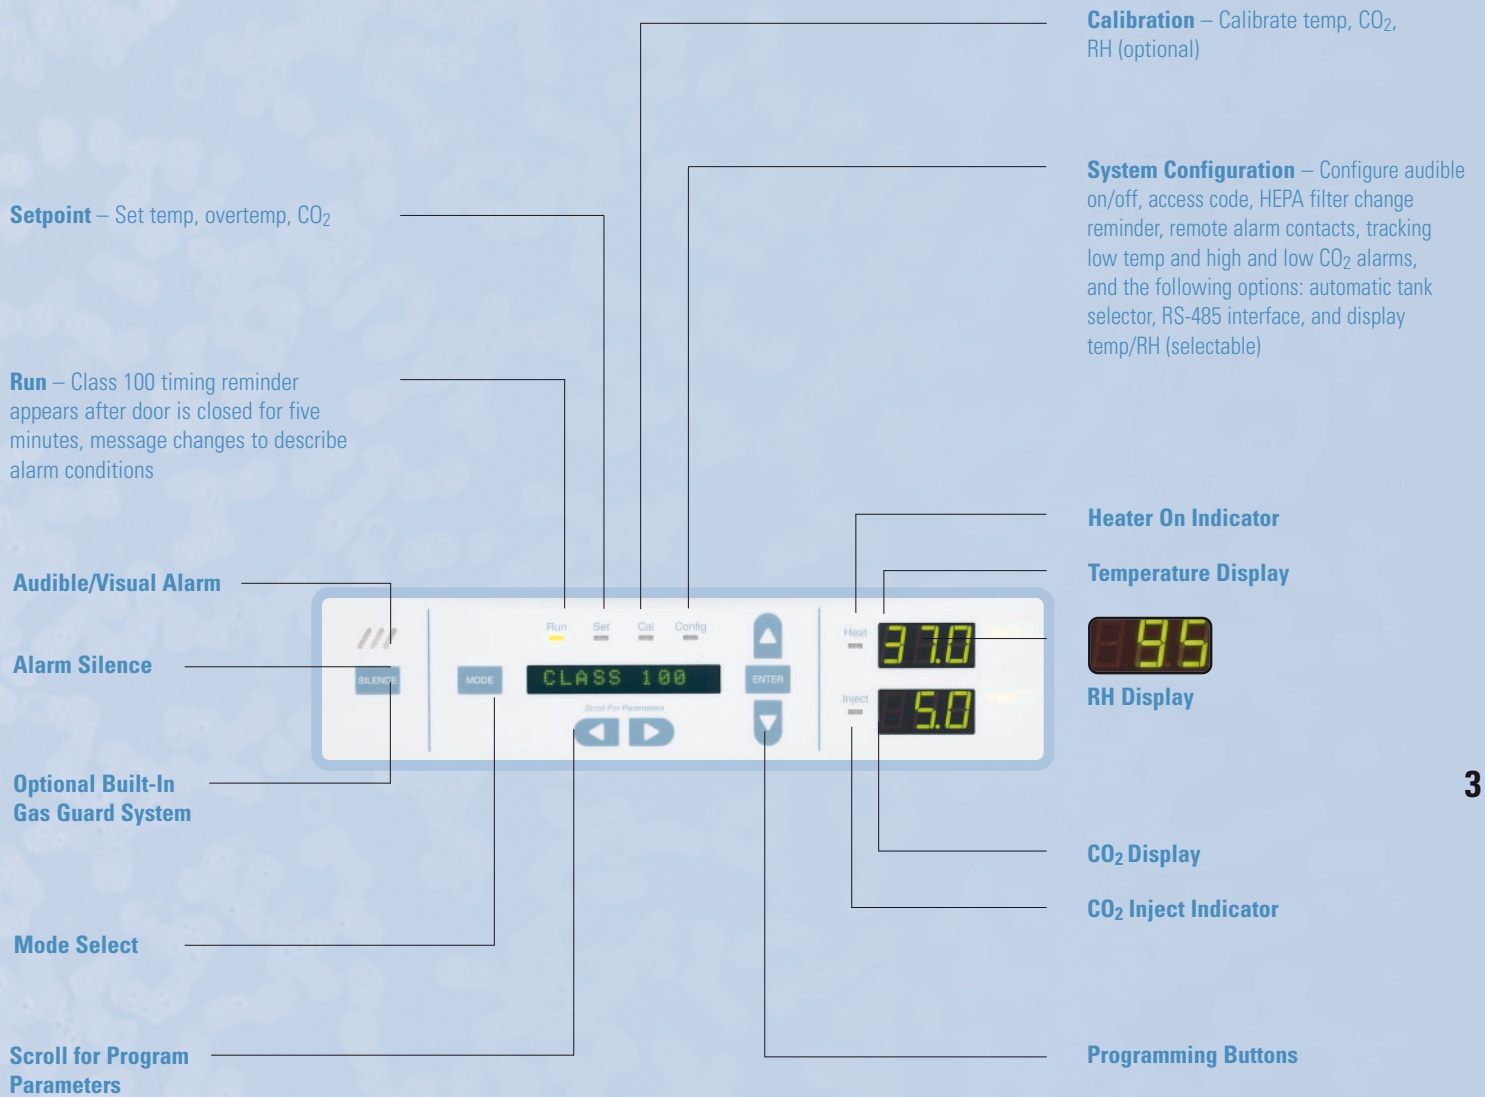 Calibration – Calibrate temp, CO₂,
RH (optional)
System Configuration – Configure audible
on/off, access code, HEPA filter change
reminder, remote alarm contacts, tracking
low temp and high and low CO₂ alarms,
and the following options: automatic tank
selector, RS-485 interface, and display
temp/RH (selectable)
Setpoint – Set temp, overtemp, CO₂
Run – Class 100 timing reminder
appears after door is closed for five
minutes, message changes to describe
alarm conditions
Audible/Visual Alarm
Alarm Silence
Optional Built-In
Gas Guard System
Mode Select
Scroll for Program
Parameters
SILENCE
MODE
Run Set Cal Config
CLASS 100
Scroll For Parameters
ENTER
Heat 37.0
Inject 5.0
Heater On Indicator
Temperature Display
95
RH Display
CO₂ Display
CO₂ Inject Indicator
Programming Buttons
3